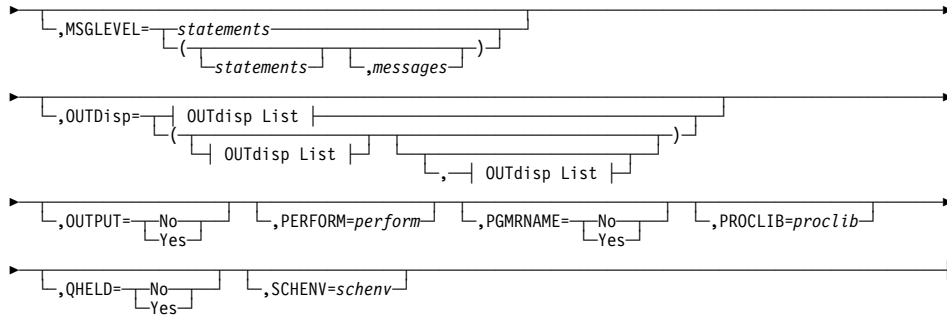 ,MSGLEVEL= statements
( statements ,messages )
,OUTDisp= OUTdisp List
( OUTdisp List , OUTdisp List )
,OUTPUT= No Yes ,PERFORM=perform ,PGMRNAME= No Yes ,PROCLIB=proclib
,QHELD= No Yes ,SCHENV=schenv